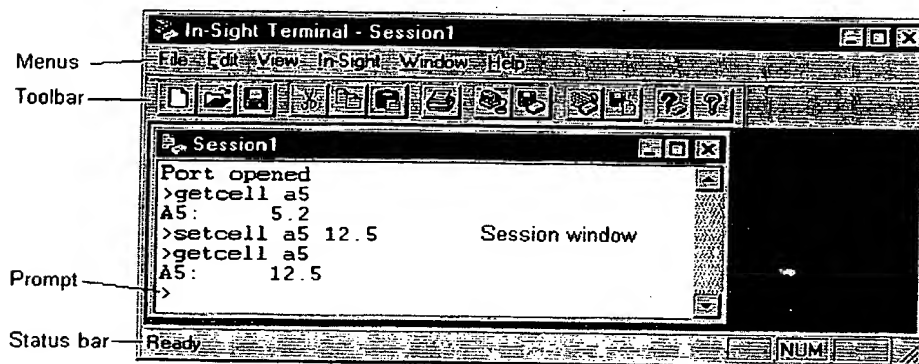 In-Sight Terminal - Session1
Menus
File Edit View In-Sight Window Help
Toolbar
Session1
Port opened
>getcell a5
A5: 5.2
>setcell a5 12.5
Session window
>getcell a5
A5: 12.5
Prompt
>
Status bar
Ready
NUM